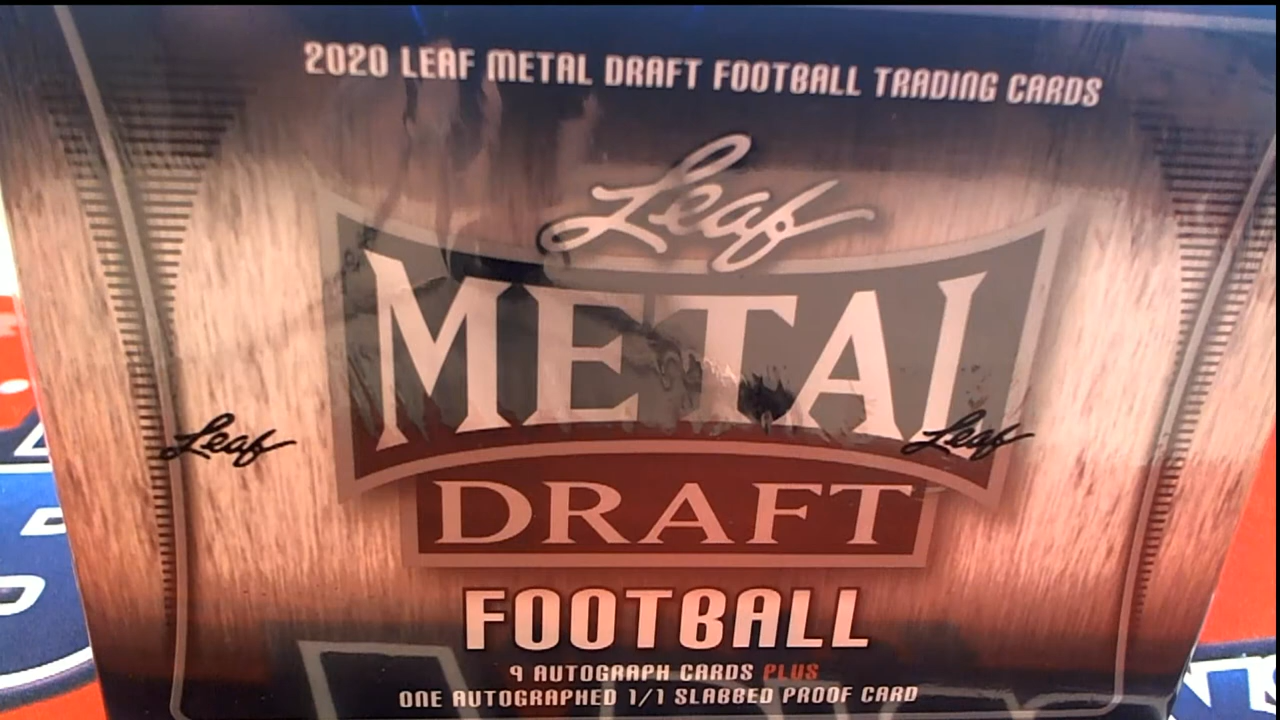 2020 LEAF METAL DRAFT FOOTBALL TRADING CARDS
Leaf
METAL
Leaf Leaf
DRAFT
FOOTBALL
9 AUTOGRAPH CARDS PLUS
ONE AUTOGRAPHED 1/1 SLABBED PROOF CARD